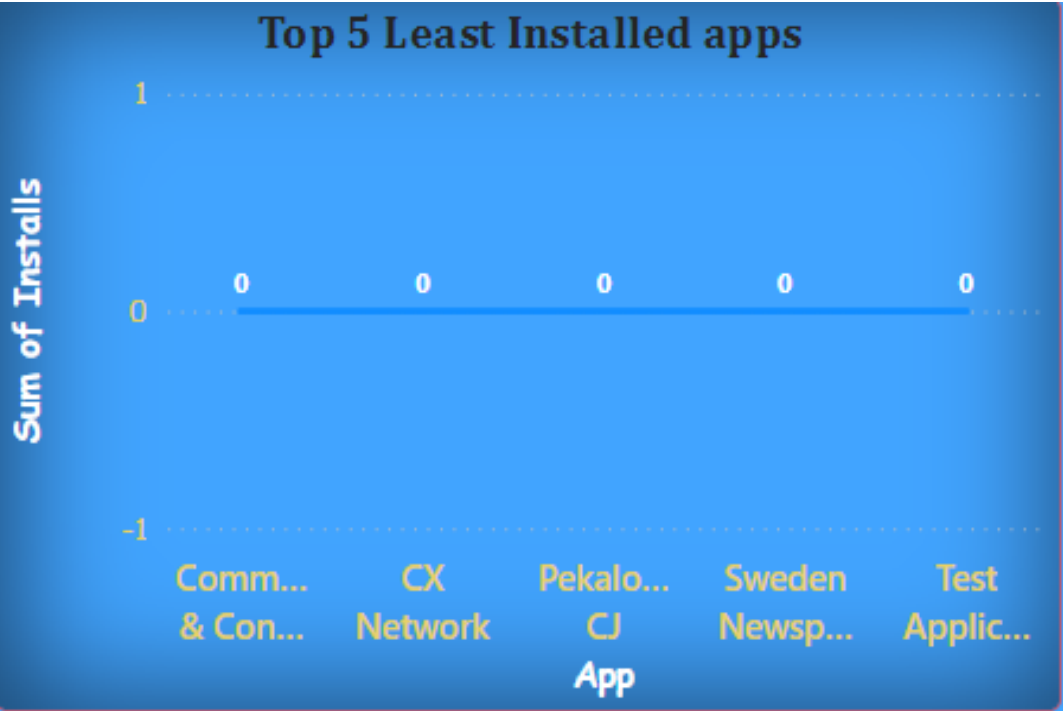 Top 5 Least Installed apps
1
Sum of Installs
0 0 0 0 0
0
-1
Comm... CX Pekalo... Sweden Test
& Con... Network CJ Newsp... Applic...
App